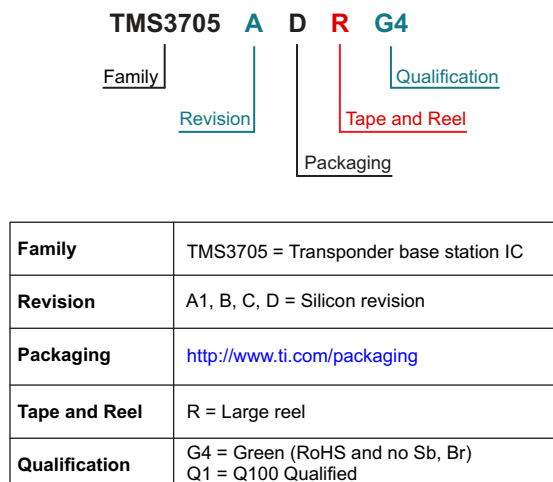 TMS3705 A D R G4
Family
Qualification
Revision
Tape and Reel
Packaging
Family
TMS3705 = Transponder base station IC
Revision
A1, B, C, D = Silicon revision
Packaging
http://www.ti.com/packaging
Tape and Reel
R = Large reel
Qualification
G4 = Green (RoHS and no Sb, Br)
Q1 = Q100 Qualified